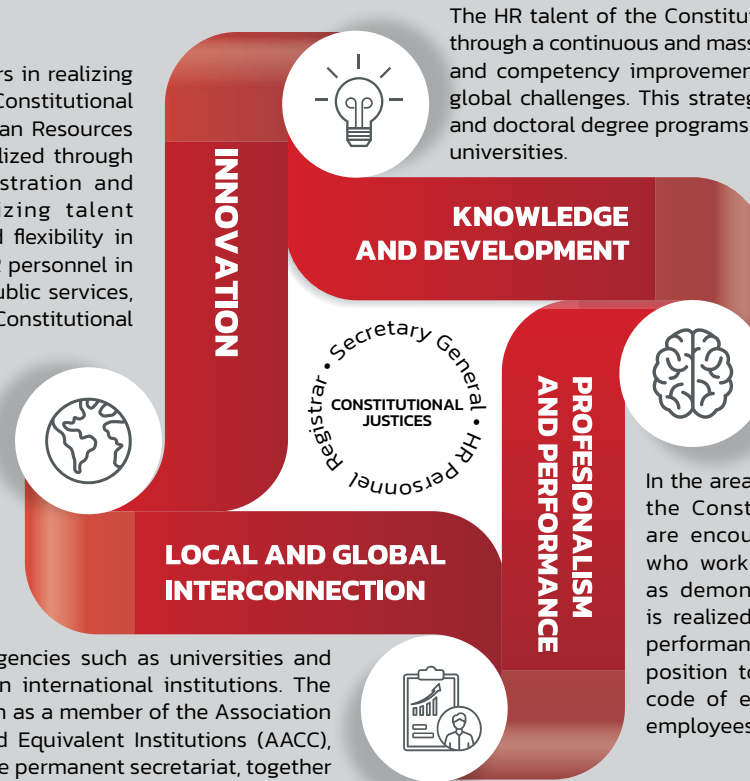 The HR talent of the Constitu
through a continuous and mass
and competency improvemen
global challenges. This strateg
and doctoral degree programs
universities.
rs in realizing
Constitutional
an Resources
lized through
stration and
izing talent
d flexibility in
R personnel in
ublic services,
Constitutional
INNOVATION
KNOWLEDGE
AND DEVELOPMENT
Registrar • Secretary General • HR Personnel
CONSTITUTIONAL
JUSTICES
PROFESIONALISM
AND PERFORMANCE
LOCAL AND GLOBAL
INTERCONNECTION
In the area
the Const
are encou
who work
as demon
is realized
performan
position to
code of e
employees
gencies such as universities and
n international institutions. The
n as a member of the Association
d Equivalent Institutions (AACC),
e permanent secretariat, together